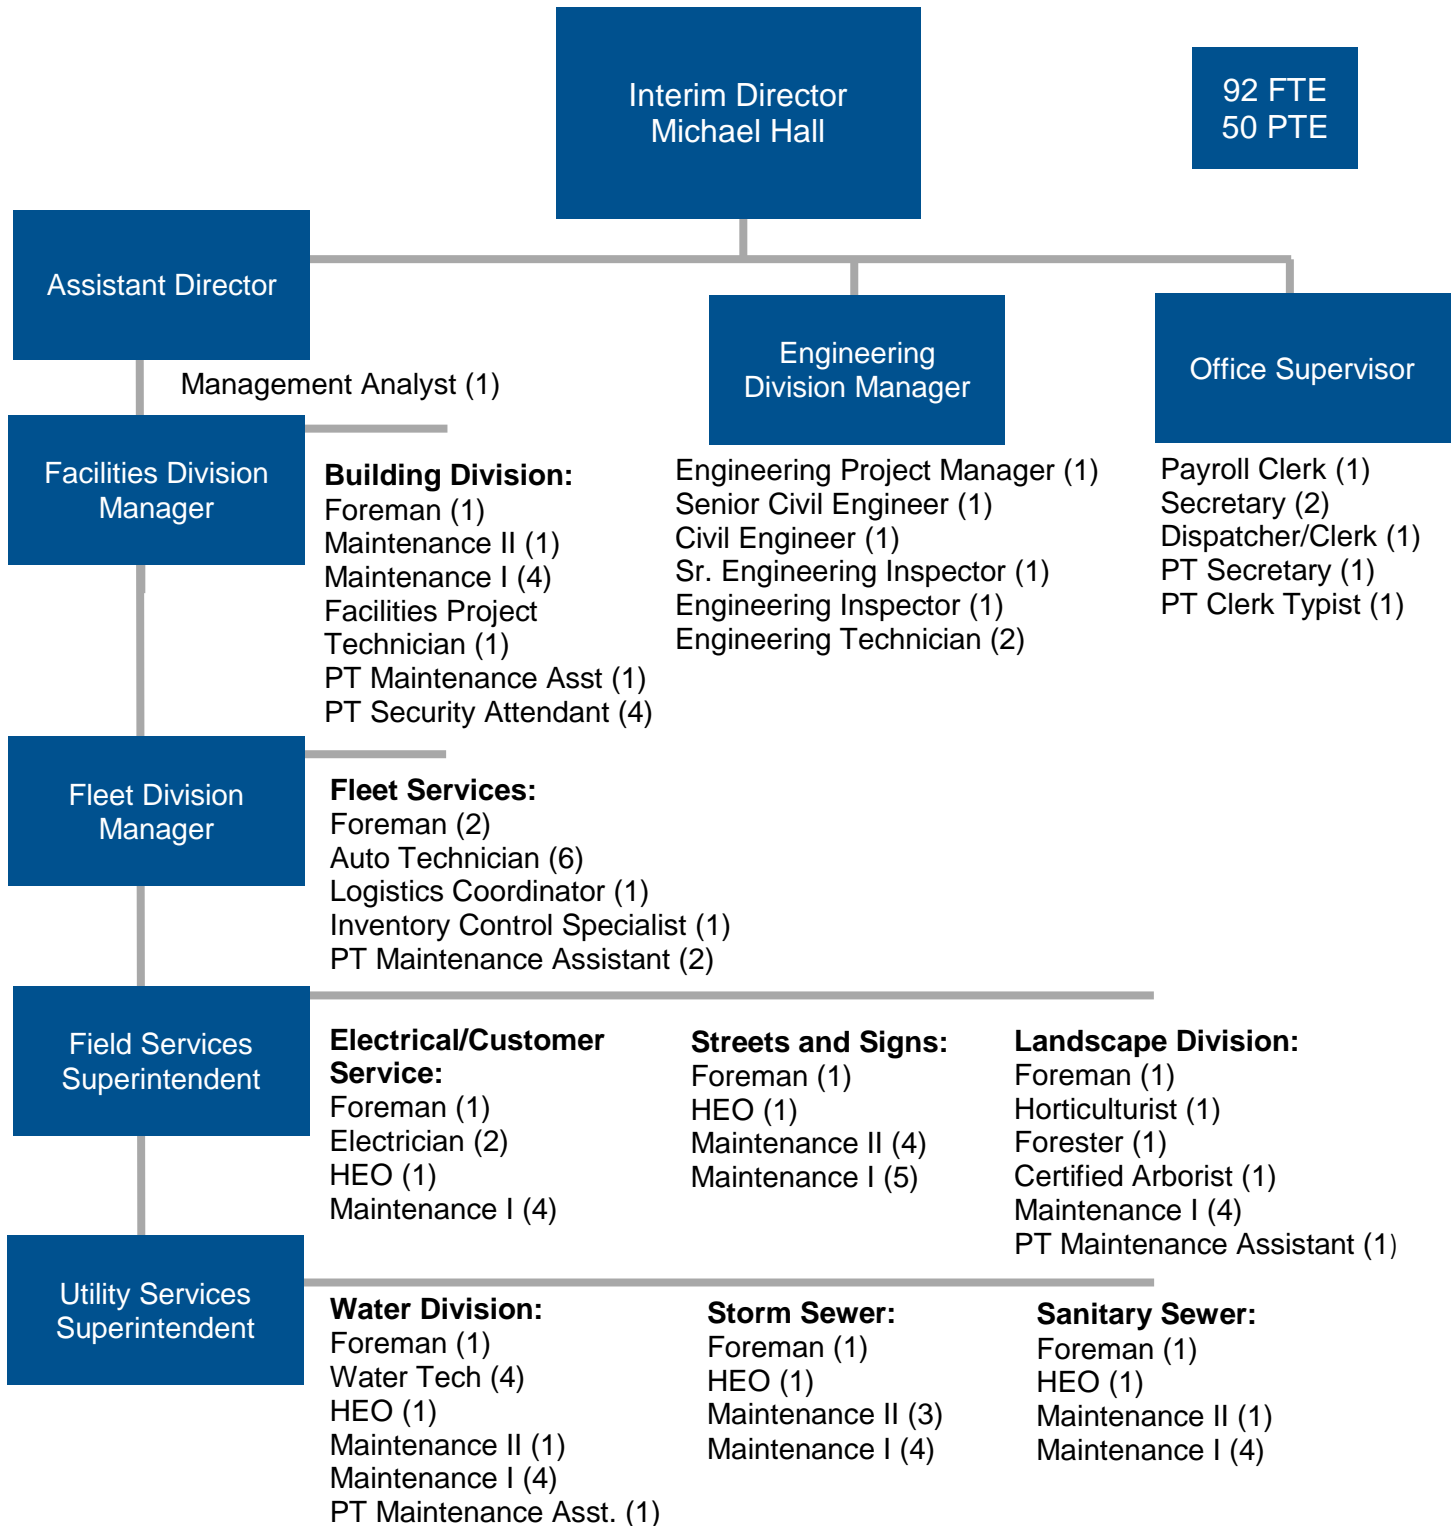 Interim Director
Michael Hall
92 FTE
50 PTE
Assistant Director
Engineering
Division Manager
Office Supervisor
Management Analyst (1)
Facilities Division
Manager
Building Division:
Foreman (1)
Maintenance II (1)
Maintenance I (4)
Facilities Project
Technician (1)
PT Maintenance Asst (1)
PT Security Attendant (4)
Engineering Project Manager (1)
Senior Civil Engineer (1)
Civil Engineer (1)
Sr. Engineering Inspector (1)
Engineering Inspector (1)
Engineering Technician (2)
Payroll Clerk (1)
Secretary (2)
Dispatcher/Clerk (1)
PT Secretary (1)
PT Clerk Typist (1)
Fleet Division
Manager
Fleet Services:
Foreman (2)
Auto Technician (6)
Logistics Coordinator (1)
Inventory Control Specialist (1)
PT Maintenance Assistant (2)
Field Services
Superintendent
Electrical/Customer
Service:
Foreman (1)
Electrician (2)
HEO (1)
Maintenance I (4)
Streets and Signs:
Foreman (1)
HEO (1)
Maintenance II (4)
Maintenance I (5)
Landscape Division:
Foreman (1)
Horticulturist (1)
Forester (1)
Certified Arborist (1)
Maintenance I (4)
PT Maintenance Assistant (1)
Utility Services
Superintendent
Water Division:
Foreman (1)
Water Tech (4)
HEO (1)
Maintenance II (1)
Maintenance I (4)
PT Maintenance Asst. (1)
Storm Sewer:
Foreman (1)
HEO (1)
Maintenance II (3)
Maintenance I (4)
Sanitary Sewer:
Foreman (1)
HEO (1)
Maintenance II (1)
Maintenance I (4)